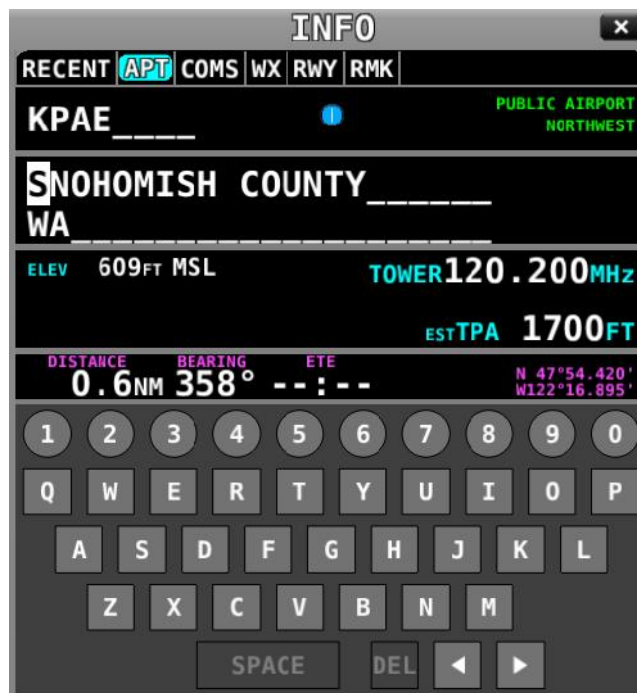 INFO
RECENT APT COMS WX RWY RMK
KPAE____
PUBLIC AIRPORT
NORTHWEST
SNOHOMISH COUNTY______
WA____________________
ELEV 609FT MSL
TOWER120.200MHz
ESTTPA 1700FT
DISTANCE BEARING ETE
0.6NM 358° --:--
N 47°54.420'
W122°16.895'
1 2 3 4 5 6 7 8 9 0
Q W E R T Y U I O P
A S D F G H J K L
Z X C V B N M
SPACE DEL